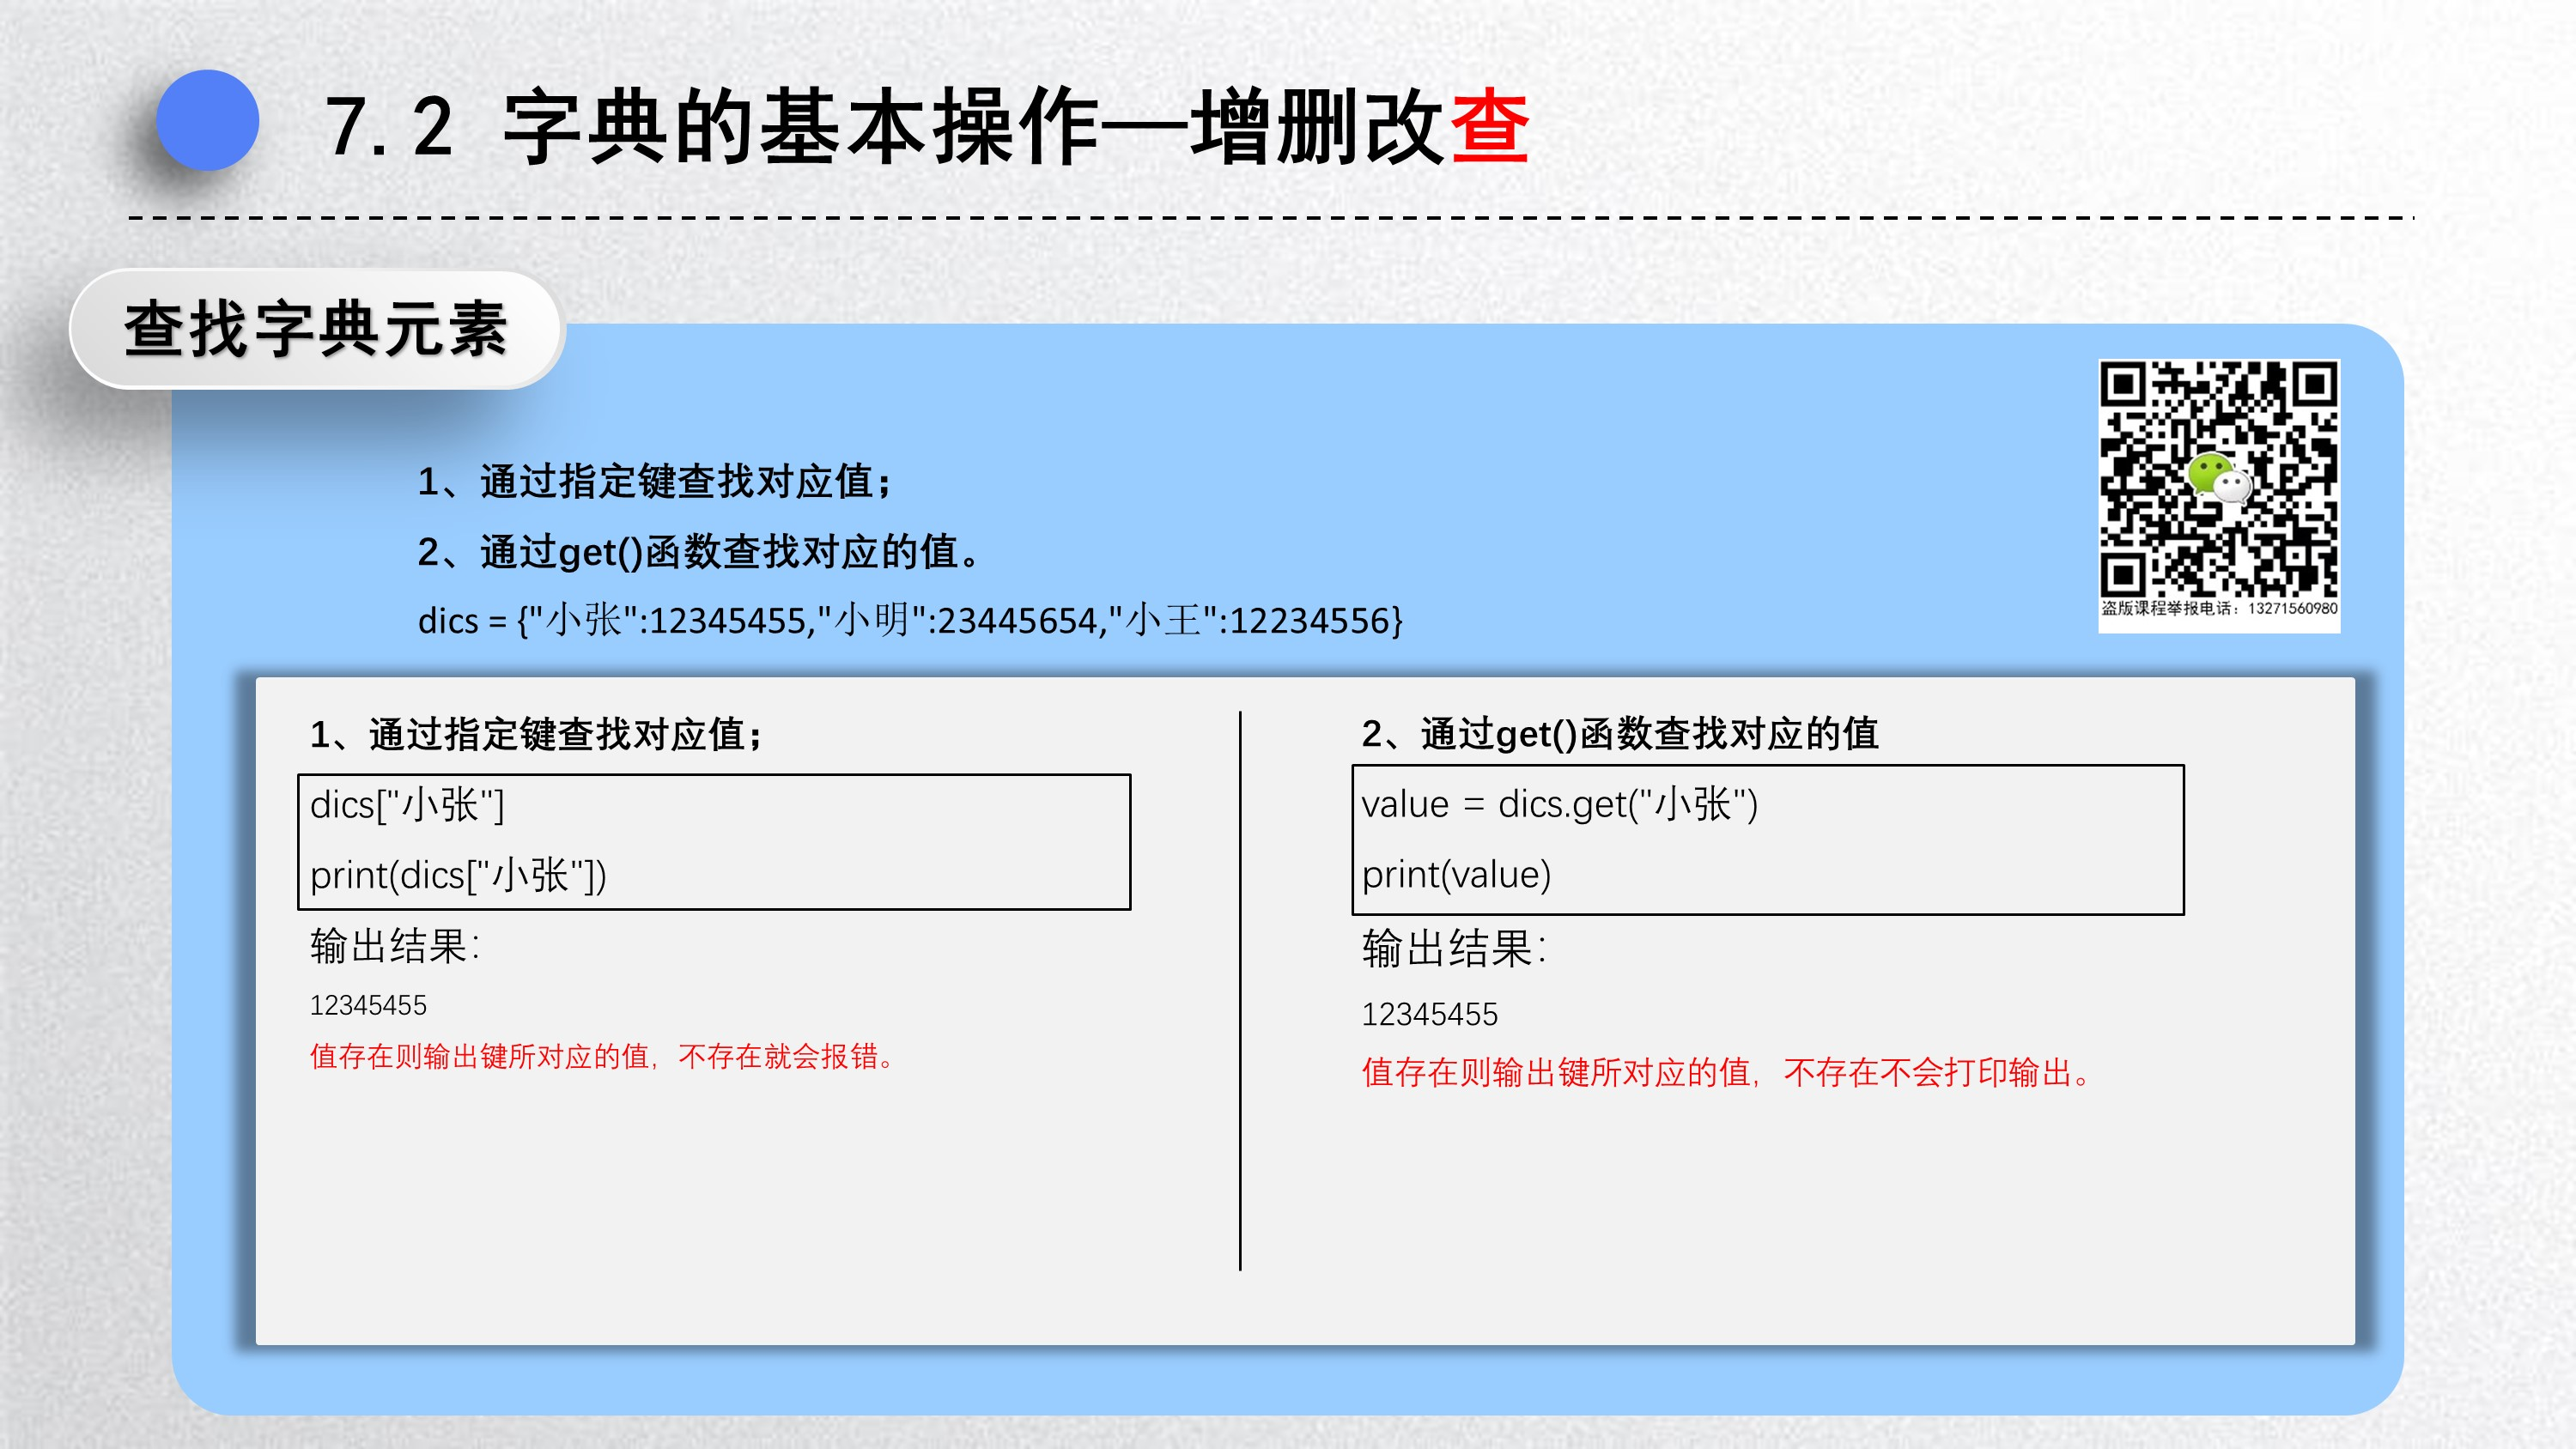 7.2 字典的基本操作—增删改查
查找字典元素
1、通过指定键查找对应值；
2、通过get()函数查找对应的值。
dics = {"小张":12345455,"小明":23445654,"小王":12234556}
盗版课程举报电话：13271560980
1、通过指定键查找对应值；
dics["小张"]
print(dics["小张"])
输出结果：
12345455
值存在则输出键所对应的值，不存在就会报错。
2、通过get()函数查找对应的值
value = dics.get("小张")
print(value)
输出结果：
12345455
值存在则输出键所对应的值，不存在不会打印输出。